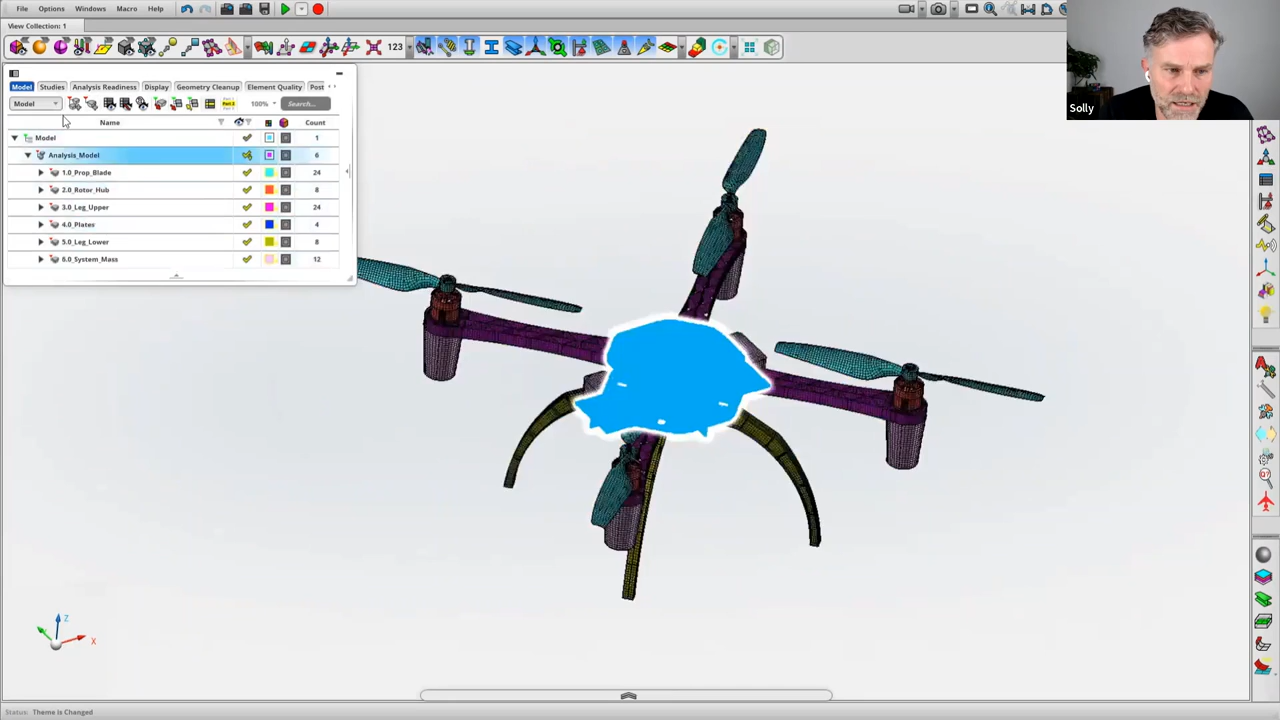 File Options Windows Macro Help
View Collection: 1
123
Solly
Model Studies Analysis Readiness Display Geometry Cleanup Element Quality Post
Model 100% Search...
Name Count
Model 1
Analysis_Model 6
1.0_Prop_Blade 24
2.0_Rotor_Hub 8
3.0_Leg_Upper 24
4.0_Plates 4
5.0_Leg_Lower 8
6.0_System_Mass 12
Z
X
Status: Theme is Changed